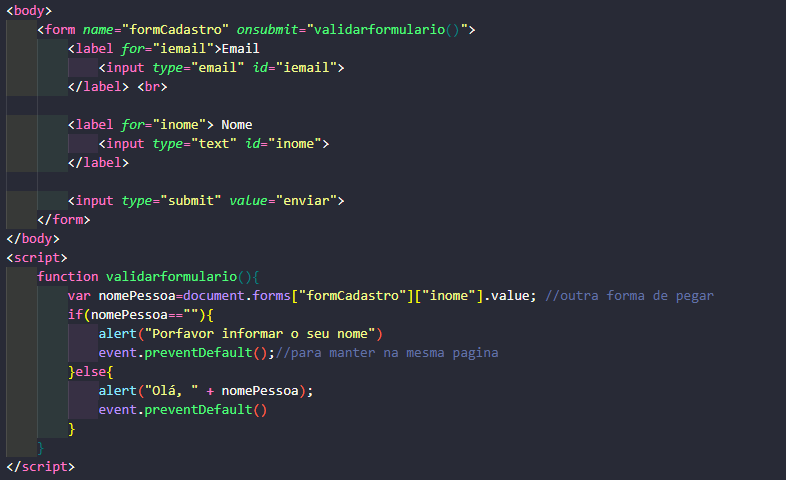 <body>
<form name="formCadastro" onsubmit="validarformulario()">
<label for="iemail">Email
<input type="email" id="iemail">
</label> <br>
<label for="inome"> Nome
<input type="text" id="inome">
</label>
<input type="submit" value="enviar">
</form>
</body>
<script>
function validarformulario(){
var nomePessoa=document.forms["formCadastro"]["inome"].value; //outra forma de pegar
if(nomePessoa==""){
alert("Porfavor informar o seu nome")
event.preventDefault();//para manter na mesma pagina
}else{
alert("Olá, " + nomePessoa);
event.preventDefault()
}
}
</script>